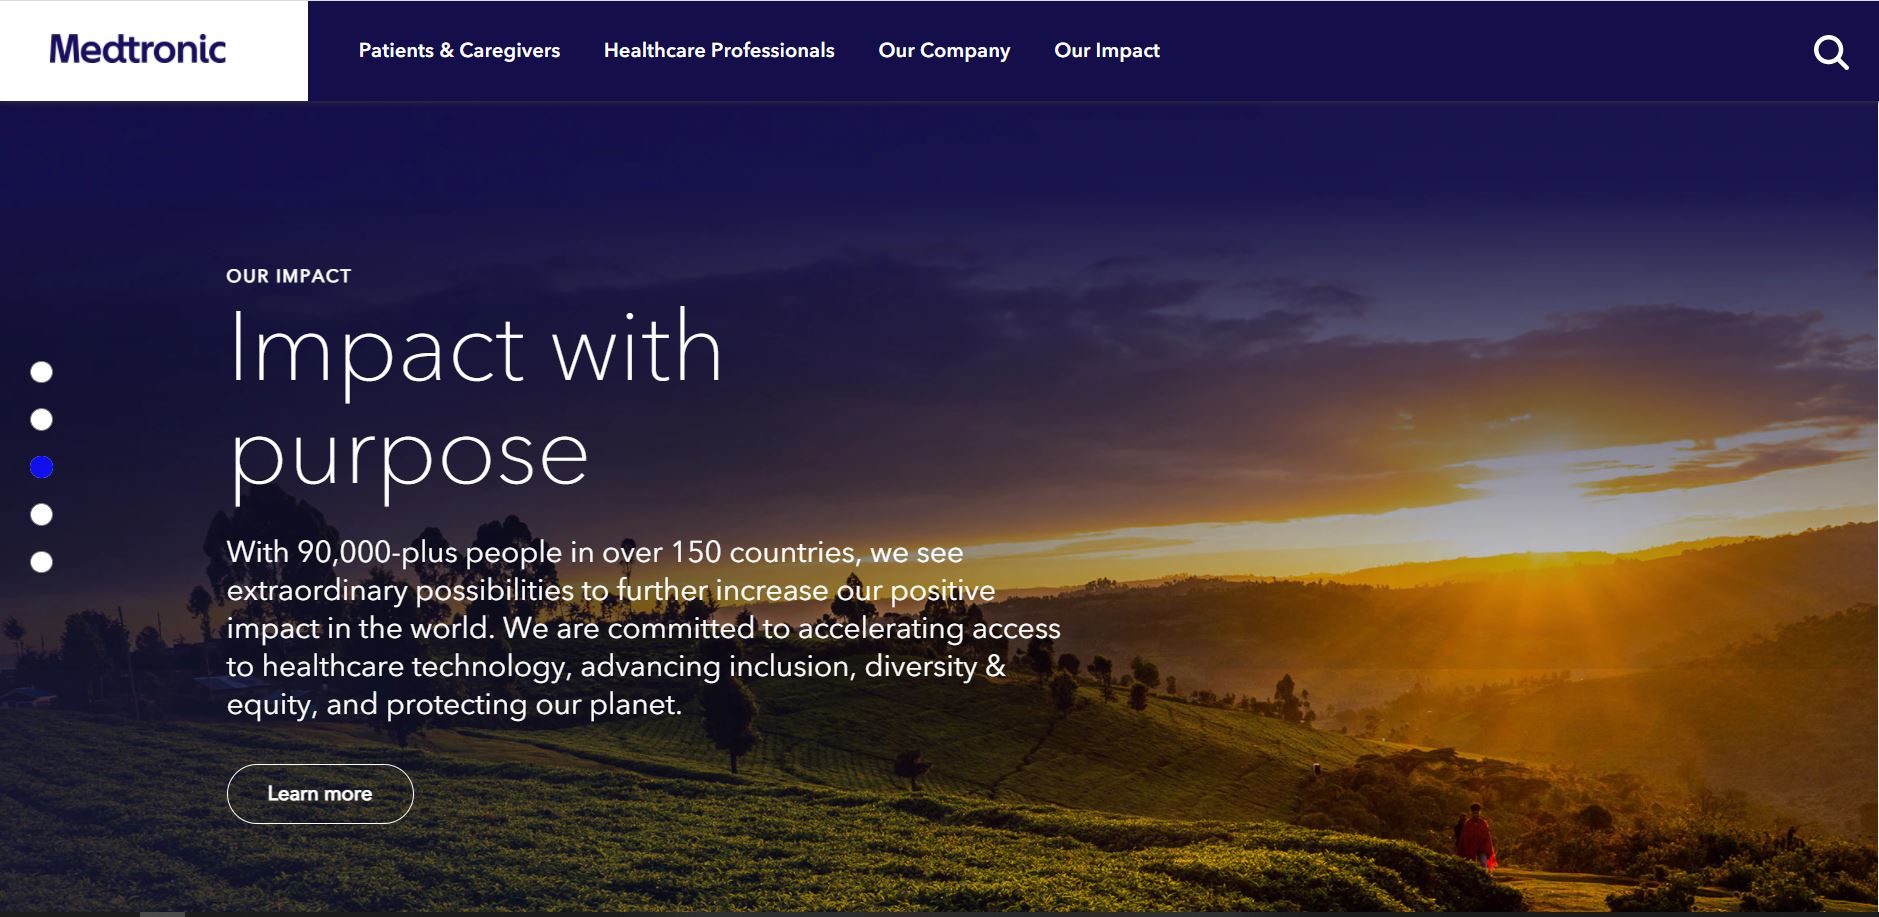 Medtronic
Patients & Caregivers
Healthcare Professionals
Our Company
Our Impact
OUR IMPACT
Impact with
purpose
With 90,000-plus people in over 150 countries, we see
extraordinary possibilities to further increase our positive
impact in the world. We are committed to accelerating access
to healthcare technology, advancing inclusion, diversity &
equity, and protecting our planet.
Learn more